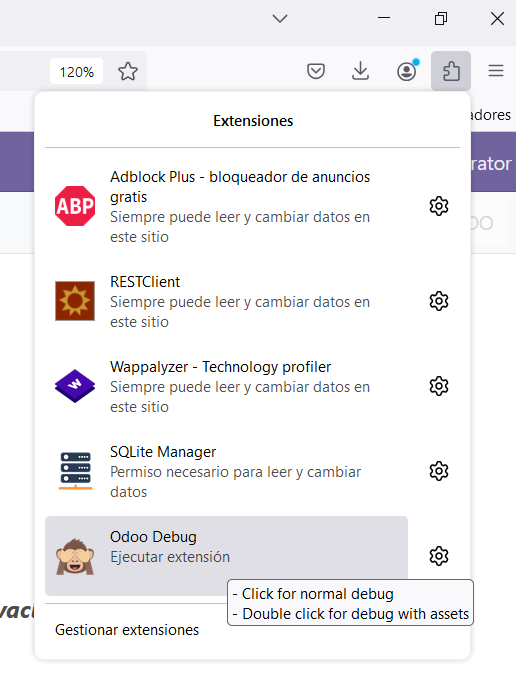 120%
adores
Extensiones
rator
Adblock Plus - bloqueador de anuncios
gratis
ABP
Siempre puede leer y cambiar datos en
este sitio
DO
RESTClient
Siempre puede leer y cambiar datos en
este sitio
Wappalyzer - Technology profiler
W
Siempre puede leer y cambiar datos en
este sitio
SQLite Manager
Permiso necesario para leer y cambiar
datos
Odoo Debug
Ejecutar extensión
- Click for normal debug
- Double click for debug with assets
vací
Gestionar extensiones